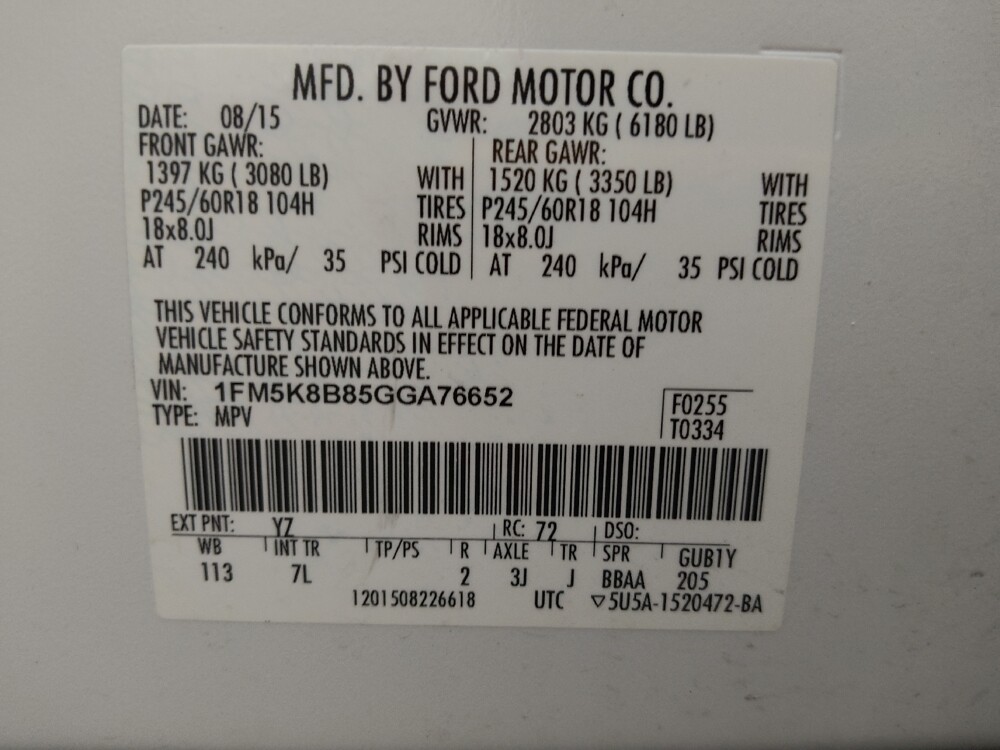 MFD. BY FORD MOTOR CO.
DATE: 08/15 GVWR: 2803 KG ( 6180 LB)
FRONT GAWR: REAR GAWR:
1397 KG ( 3080 LB) WITH 1520 KG ( 3350 LB) WITH
P245/60R18 104H TIRES P245/60R18 104H TIRES
18x8.0J RIMS 18x8.0J RIMS
AT 240 kPa/ 35 PSI COLD AT 240 kPa/ 35 PSI COLD
THIS VEHICLE CONFORMS TO ALL APPLICABLE FEDERAL MOTOR
VEHICLE SAFETY STANDARDS IN EFFECT ON THE DATE OF
MANUFACTURE SHOWN ABOVE.
VIN: 1FM5K8B85GGA76652
TYPE: MPV
F0255
T0334
EXT PNT: YZ RC: 72 DSO:
WB INT TR TP/PS R AXLE TR SPR GUB1Y
113 7L 2 3J J BBAA 205
1201508226618 UTC ▽5U5A-1520472-BA